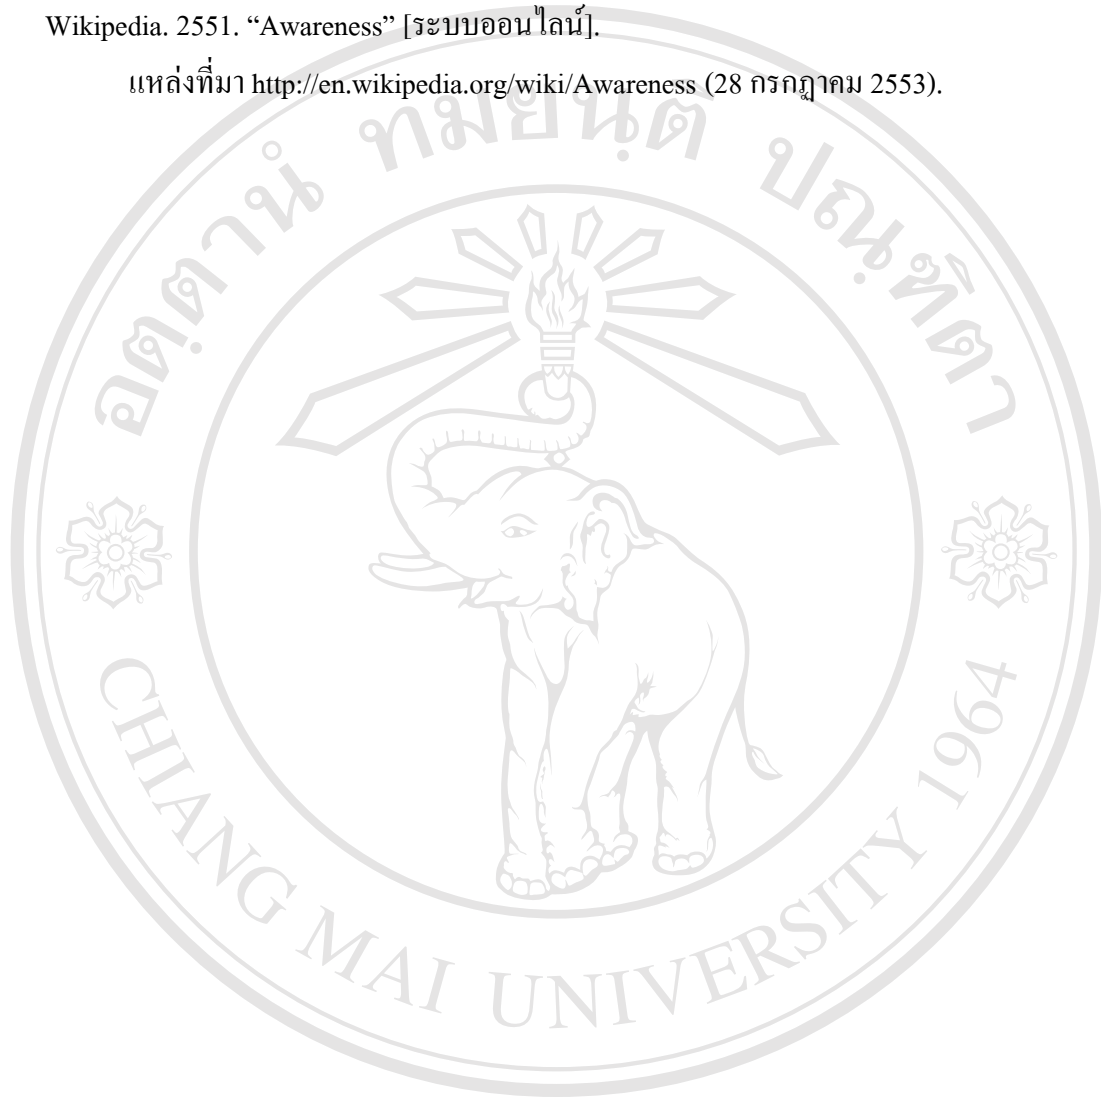 Wikipedia. 2551. “Awareness” [ระบบออนไลน์].
แหล่งที่มา http://en.wikipedia.org/wiki/Awareness (28 กรกฎาคม 2553).
อตฺตานํ ทมยนฺติ ปณฺฑิตา
CHIANG MAI UNIVERSITY 1964